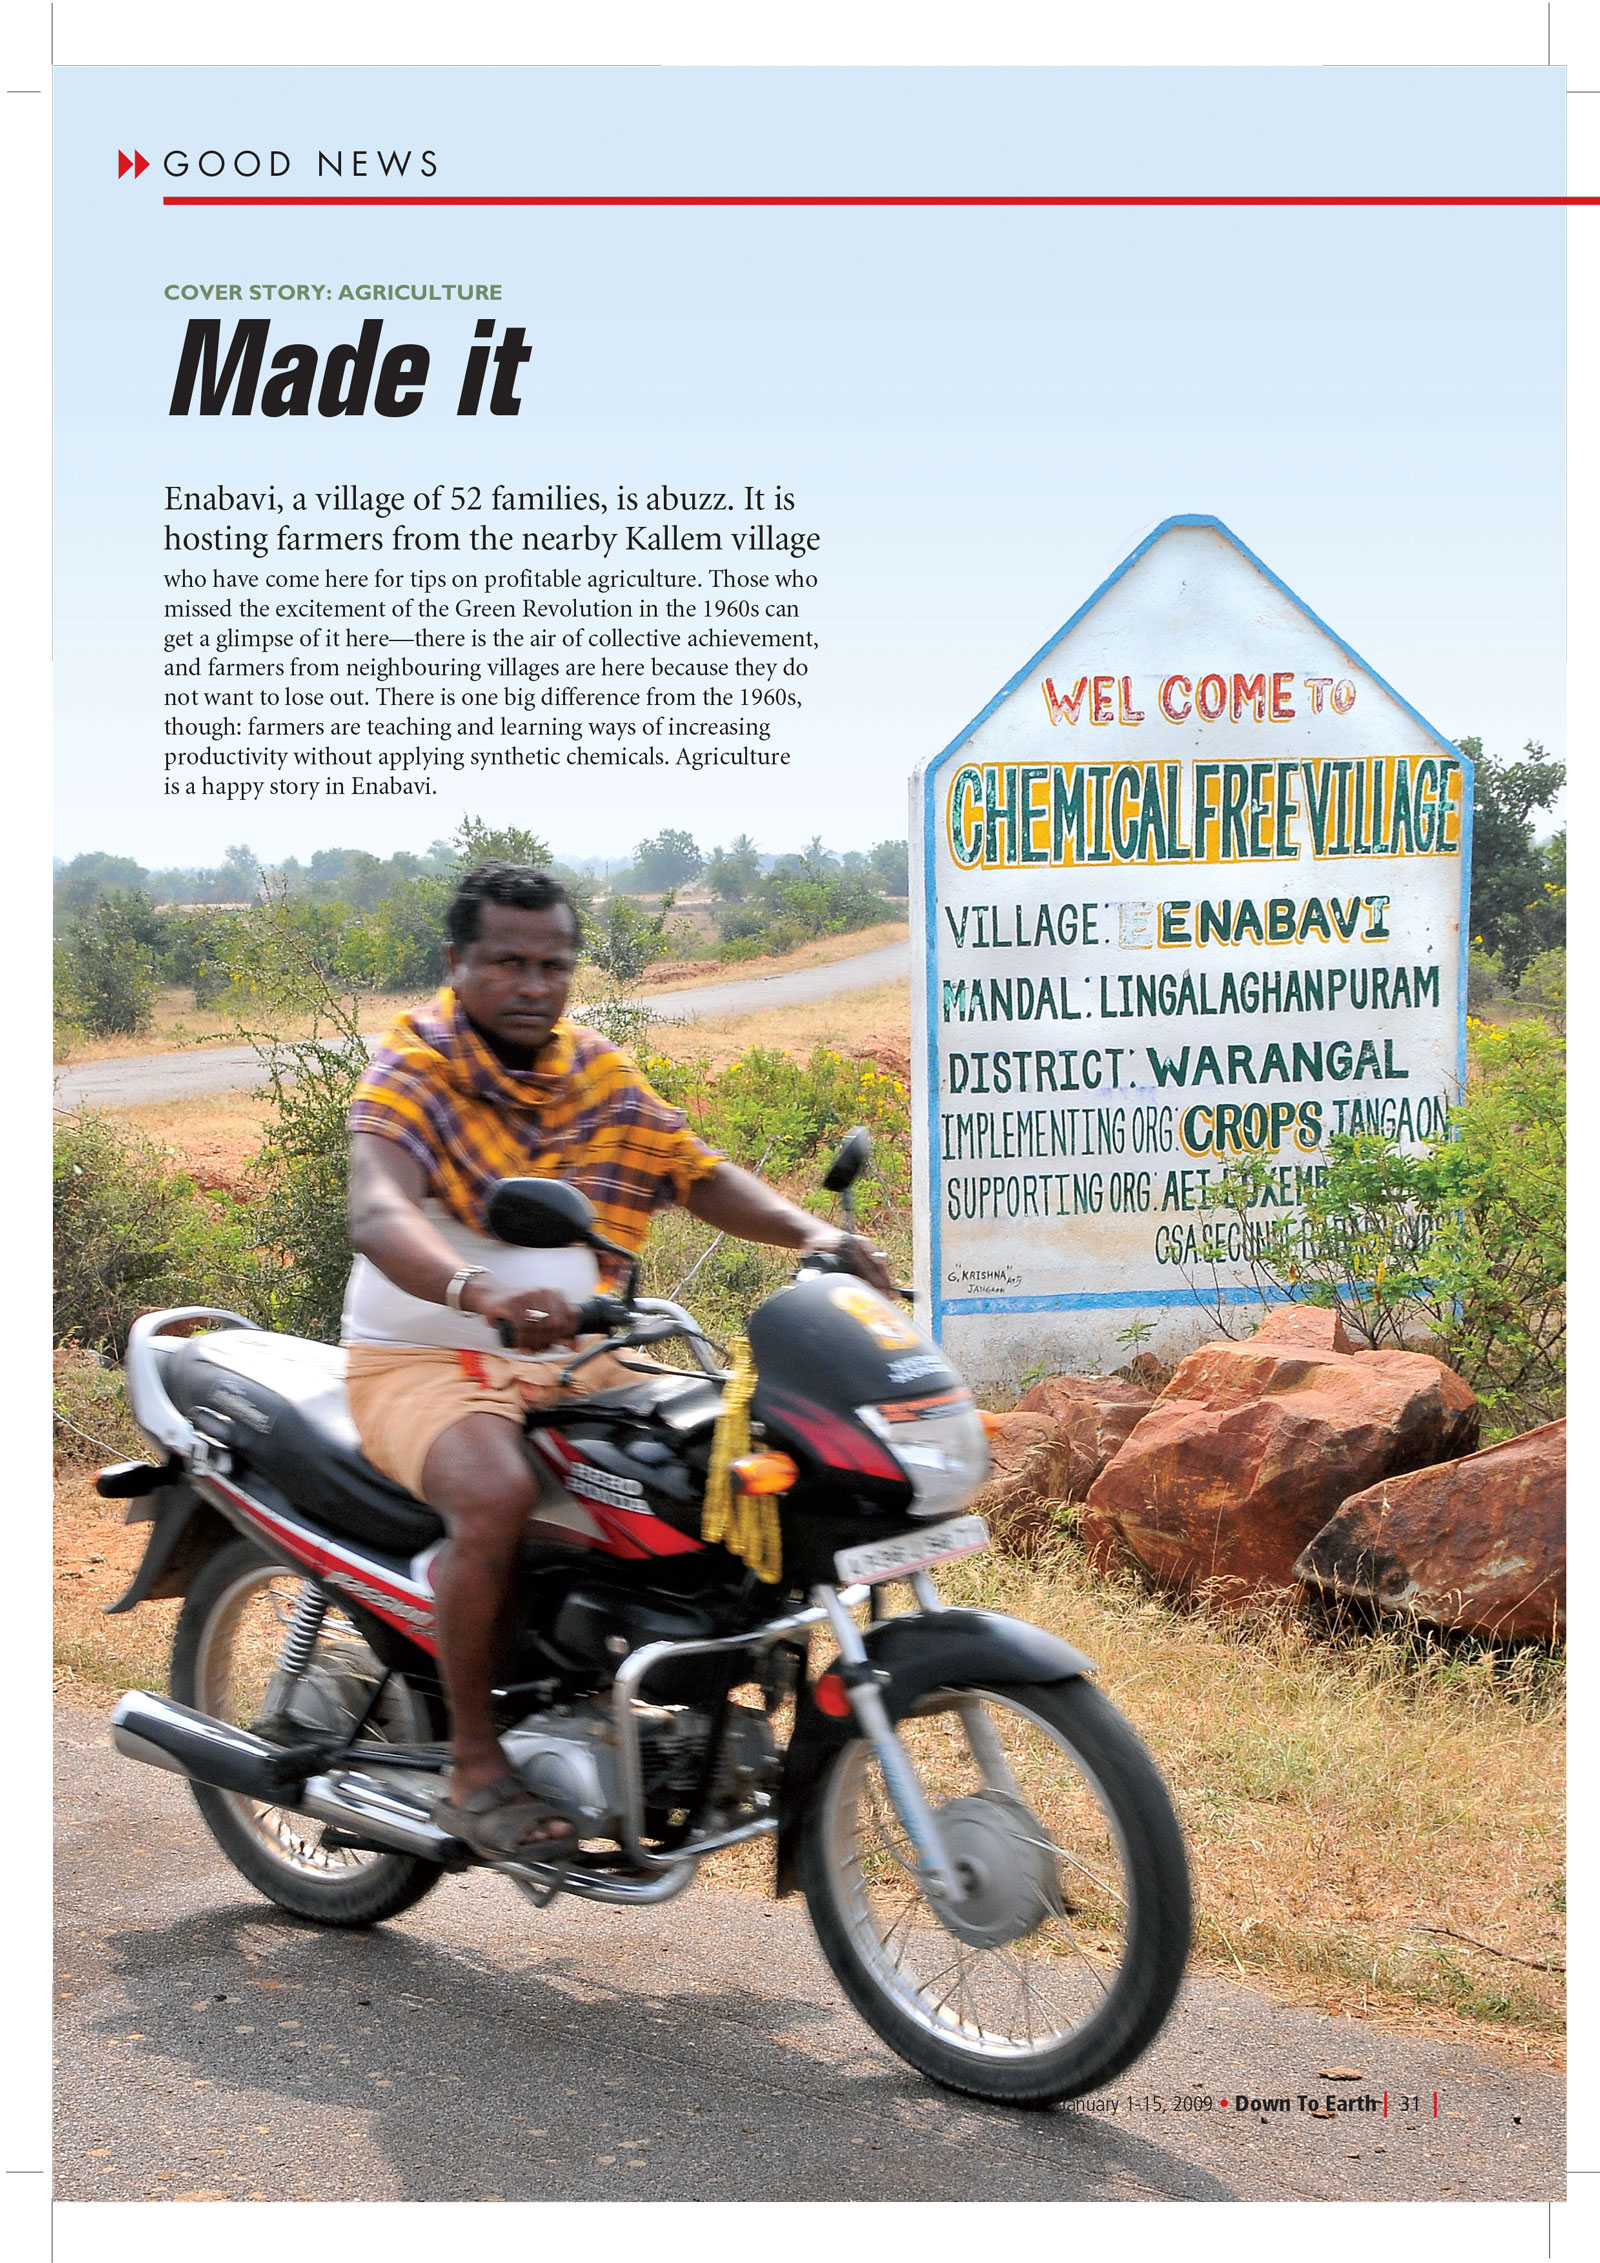 GOOD NEWS
COVER STORY: AGRICULTURE
Made it
Enabavi, a village of 52 families, is abuzz. It is
hosting farmers from the nearby Kallem village
who have come here for tips on profitable agriculture. Those who
missed the excitement of the Green Revolution in the 1960s can
get a glimpse of it here—there is the air of collective achievement,
and farmers from neighbouring villages are here because they do
not want to lose out. There is one big difference from the 1960s,
though: farmers are teaching and learning ways of increasing
productivity without applying synthetic chemicals. Agriculture
is a happy story in Enabavi.
WEL COME TO
CHEMICAL FREE VILLAGE
VILLAGE: EENABAVI
MANDAL: LINGALAGHANPURAM
DISTRICT: WARANGAL
IMPLEMENTING ORG: CROPS JANGAON
SUPPORTING ORG: AEI
CSA
"G. KRISHNA"
JANGAON
HERO
HONDA
January 1-15, 2009 • Down To Earth | 31 |